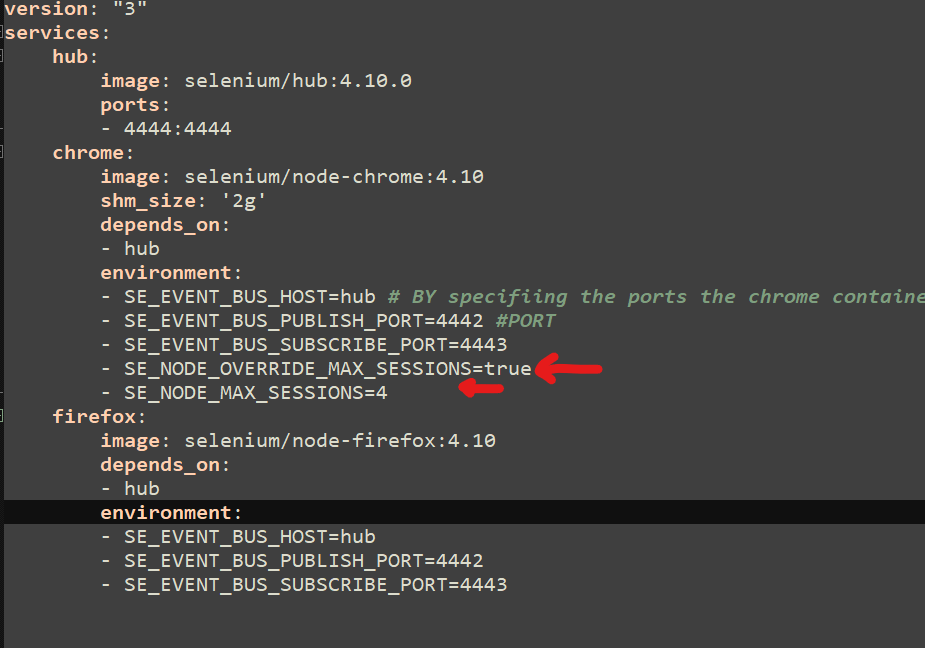 version: "3"
services:
    hub:
        image: selenium/hub:4.10.0
        ports:
        - 4444:4444
    chrome:
        image: selenium/node-chrome:4.10
        shm_size: '2g'
        depends_on:
        - hub
        environment:
        - SE_EVENT_BUS_HOST=hub # BY specifiing the ports the chrome containe
        - SE_EVENT_BUS_PUBLISH_PORT=4442 #PORT
        - SE_EVENT_BUS_SUBSCRIBE_PORT=4443
        - SE_NODE_OVERRIDE_MAX_SESSIONS=true
        - SE_NODE_MAX_SESSIONS=4
    firefox:
        image: selenium/node-firefox:4.10
        depends_on:
        - hub
        environment:
        - SE_EVENT_BUS_HOST=hub
        - SE_EVENT_BUS_PUBLISH_PORT=4442
        - SE_EVENT_BUS_SUBSCRIBE_PORT=4443